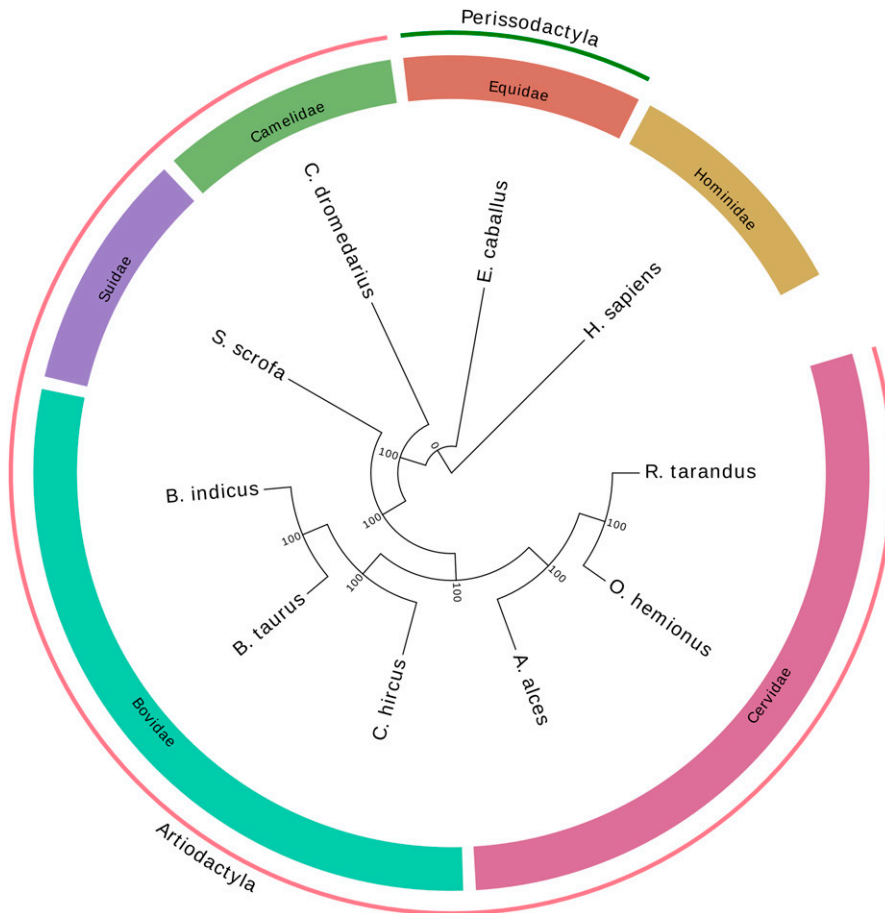 Perissodactyla
Equidae
Camelidae
Hominidae
Suidae
C. dromedarius
E. caballus
H. sapiens
S. scrofa
0
100
R. tarandus
B. indicus
100
100
100
O. hemionus
100
100
100
B. taurus
C. hircus
A. alces
Cervidae
Bovidae
Artiodactyla